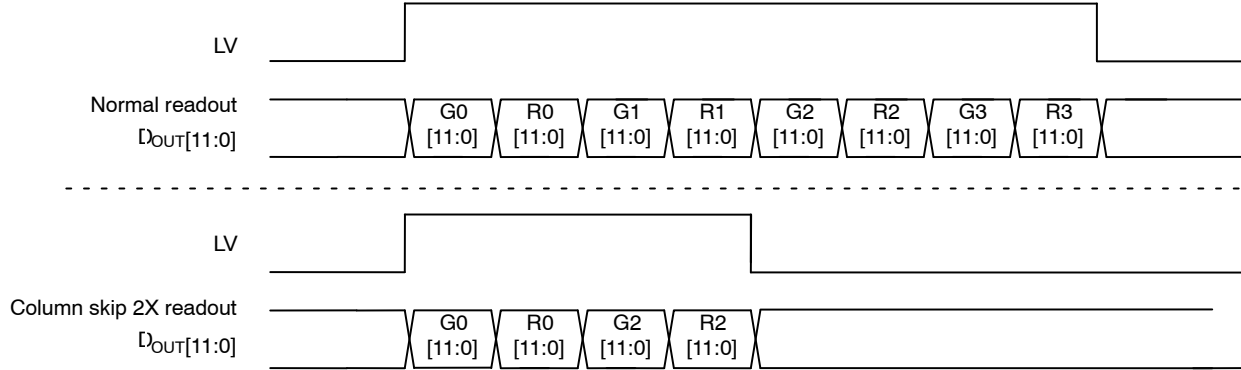 LV
Normal readout
DOUT[11:0]
G0 R0 G1 R1 G2 R2 G3 R3
[11:0] [11:0] [11:0] [11:0] [11:0] [11:0] [11:0] [11:0]
LV
Column skip 2X readout
DOUT[11:0]
G0 R0 G2 R2
[11:0] [11:0] [11:0] [11:0]